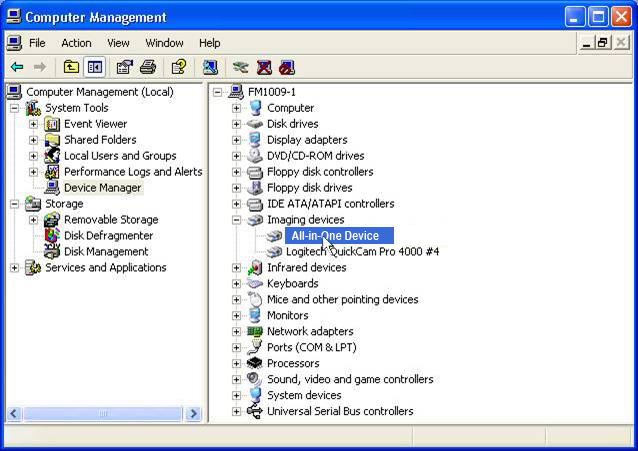 Computer Management
File Action View Window Help
Computer Management (Local)
System Tools
Event Viewer
Shared Folders
Local Users and Groups
Performance Logs and Alerts
Device Manager
Storage
Removable Storage
Disk Defragmenter
Disk Management
Services and Applications
FM1009-1
Computer
Disk drives
Display adapters
DVD/CD-ROM drives
Floppy disk controllers
Floppy disk drives
IDE ATA/ATAPI controllers
Imaging devices
All-in-One Device
Logitech QuickCam Pro 4000 #4
Infrared devices
Keyboards
Mice and other pointing devices
Monitors
Network adapters
Ports (COM & LPT)
Processors
Sound, video and game controllers
System devices
Universal Serial Bus controllers